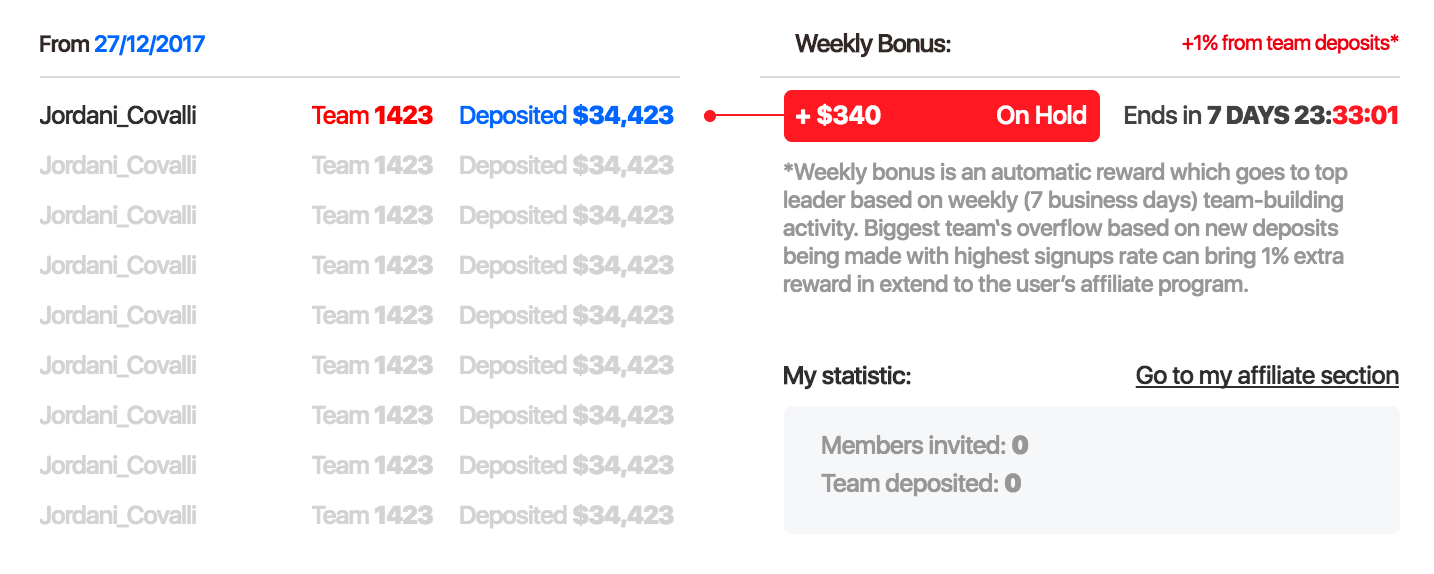 From 27/12/2017
Weekly Bonus:
+1% from team deposits*
Jordani_Covalli Team 1423 Deposited $34,423
+ $340 On Hold
Ends in 7 DAYS 23:33:01
Jordani_Covalli Team 1423 Deposited $34,423
Jordani_Covalli Team 1423 Deposited $34,423
Jordani_Covalli Team 1423 Deposited $34,423
Jordani_Covalli Team 1423 Deposited $34,423
Jordani_Covalli Team 1423 Deposited $34,423
Jordani_Covalli Team 1423 Deposited $34,423
Jordani_Covalli Team 1423 Deposited $34,423
Jordani_Covalli Team 1423 Deposited $34,423
*Weekly bonus is an automatic reward which goes to top
leader based on weekly (7 business days) team-building
activity. Biggest team‛s overflow based on new deposits
being made with highest signups rate can bring 1% extra
reward in extend to the user’s affiliate program.
My statistic:
Go to my affiliate section
Members invited: 0
Team deposited: 0